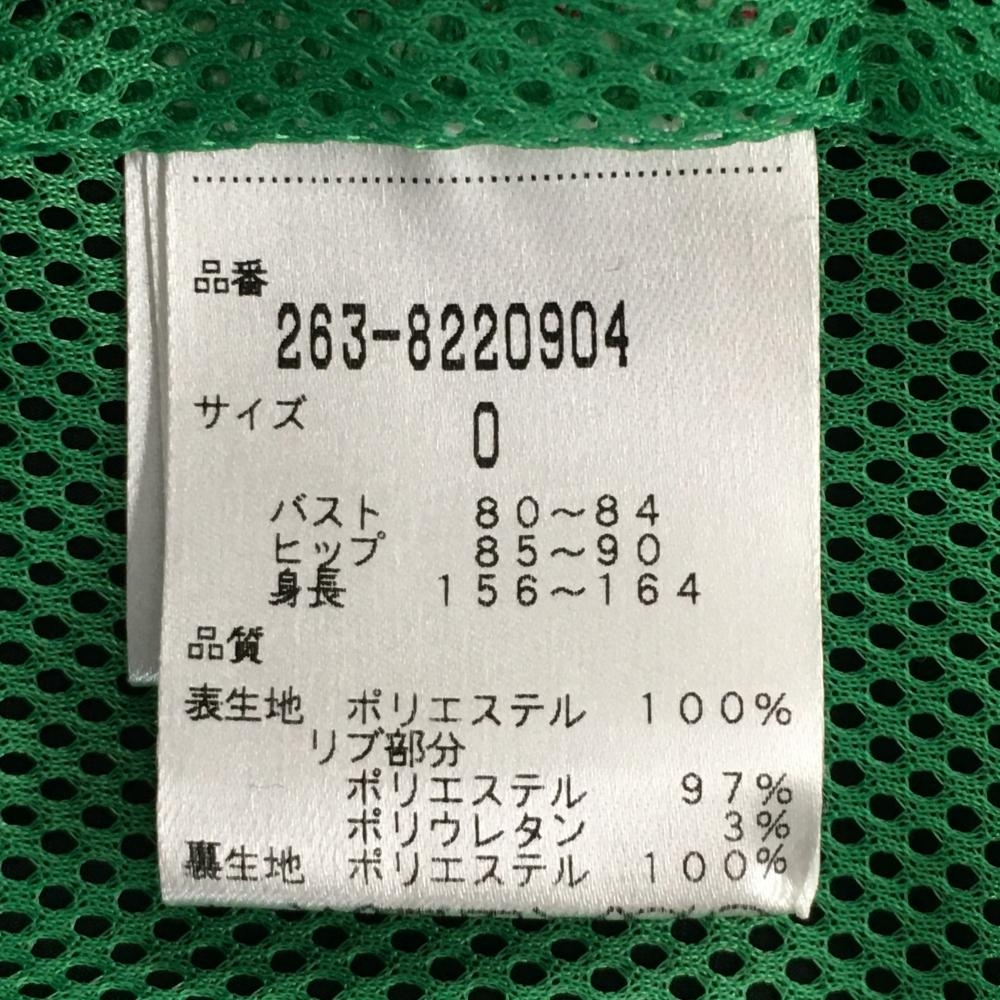 品番
263-8220904
サイズ
0
バスト 80～84
ヒップ 85～90
身長 156～164
品質
表生地 ポリエステル 100%
リブ部分
ポリエステル 97%
ポリウレタン 3%
裏生地 ポリエステル 100%